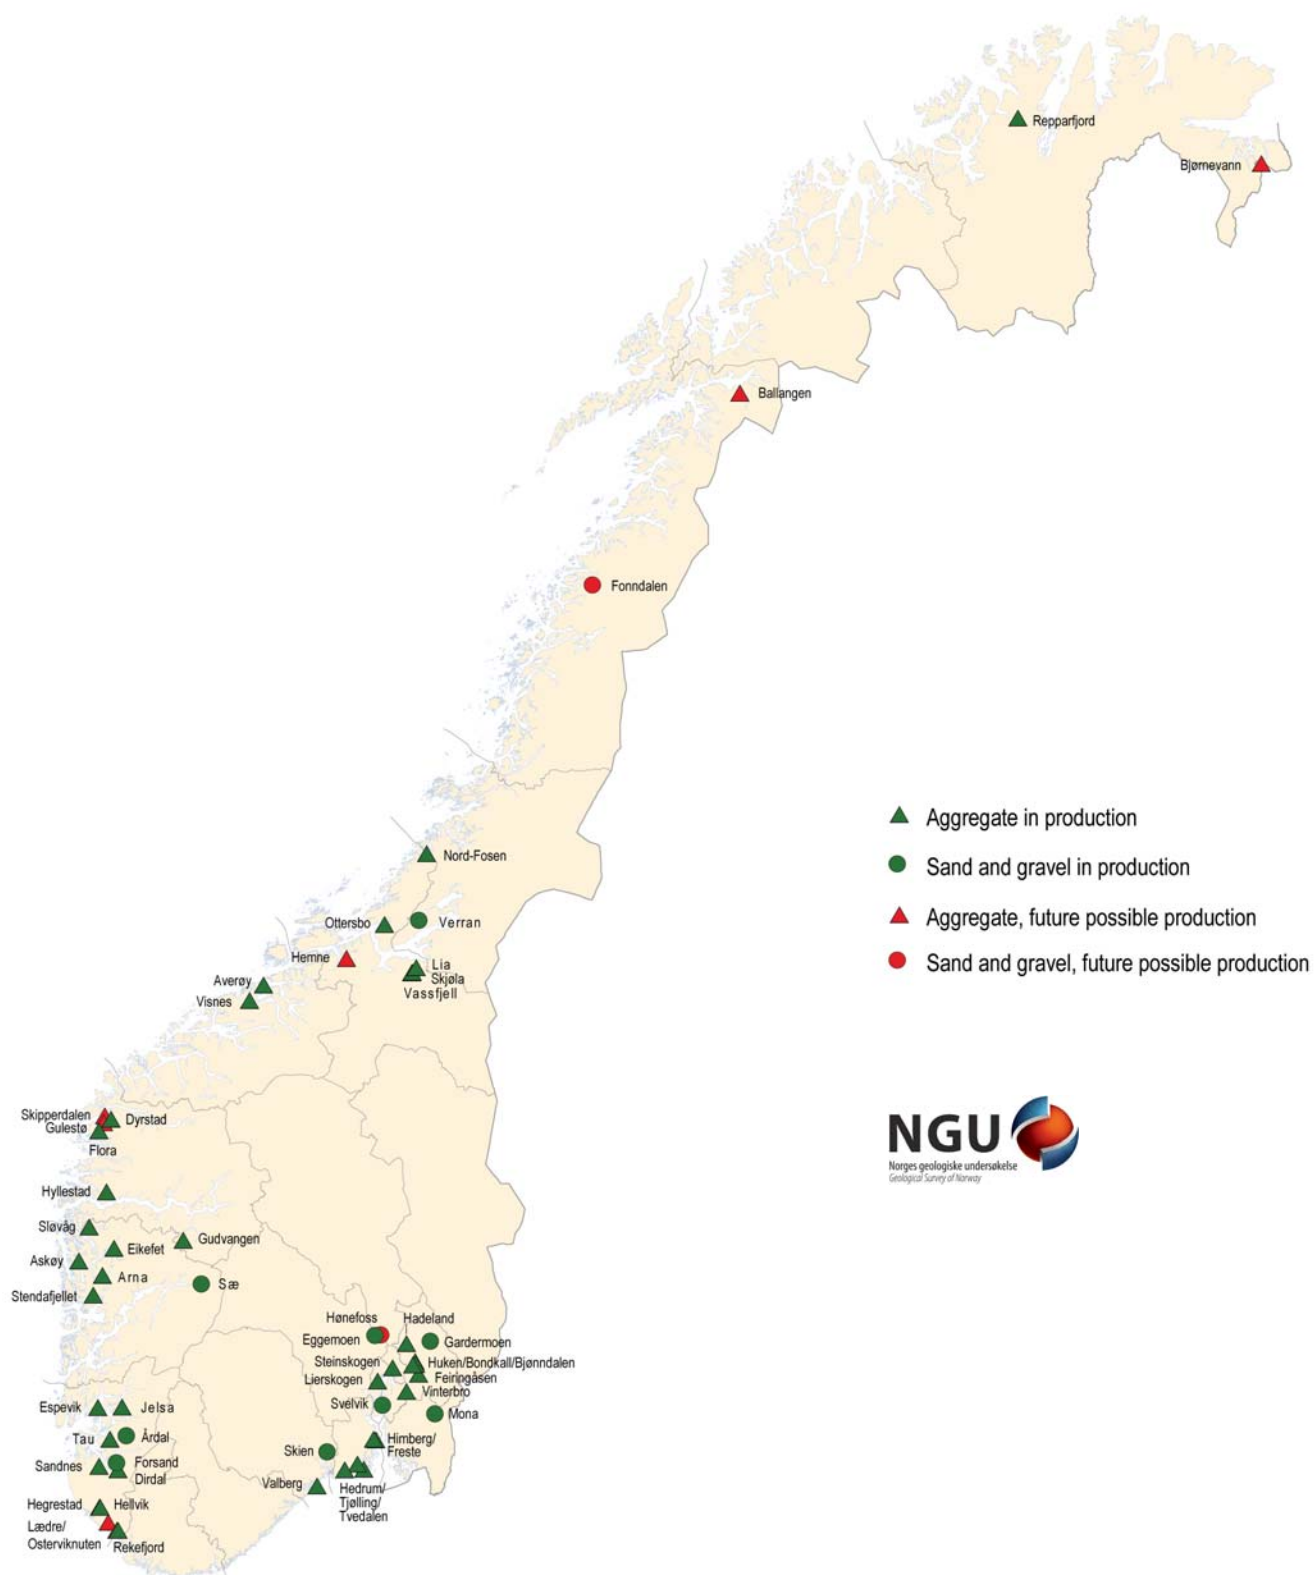 Repparfjord
Bjørnevann
Ballangen
Fonndalen
Aggregate in production
Sand and gravel in production
Aggregate, future possible production
Sand and gravel, future possible production
Nord-Fosen
Ottersbo
Verran
Hemne
Lia
Skjøla
Vassfjell
Averøy
Visnes
NGU
Norges geologiske undersøkelse
Geological Survey of Norway
Skipperdalen
Gulestø
Dyrstad
Flora
Hyllestad
Sløvåg
Gudvangen
Eikefet
Askøy
Arna
Sæ
Stendafjellet
Hønefoss
Hadeland
Eggemoen
Gardermoen
Steinskogen
Huken/Bondkall/Bjønndalen
Lierskogen
Feiringåsen
Vinterbro
Svelvik
Mona
Espevik
Jelsa
Årdal
Tau
Himberg/
Freste
Skien
Forsand
Sandnes
Dirdal
Valberg
Hedrum/
Tjølling/
Tvedalen
Hegrestad
Hellvik
Lædre/
Osterviknuten
Rekefjord